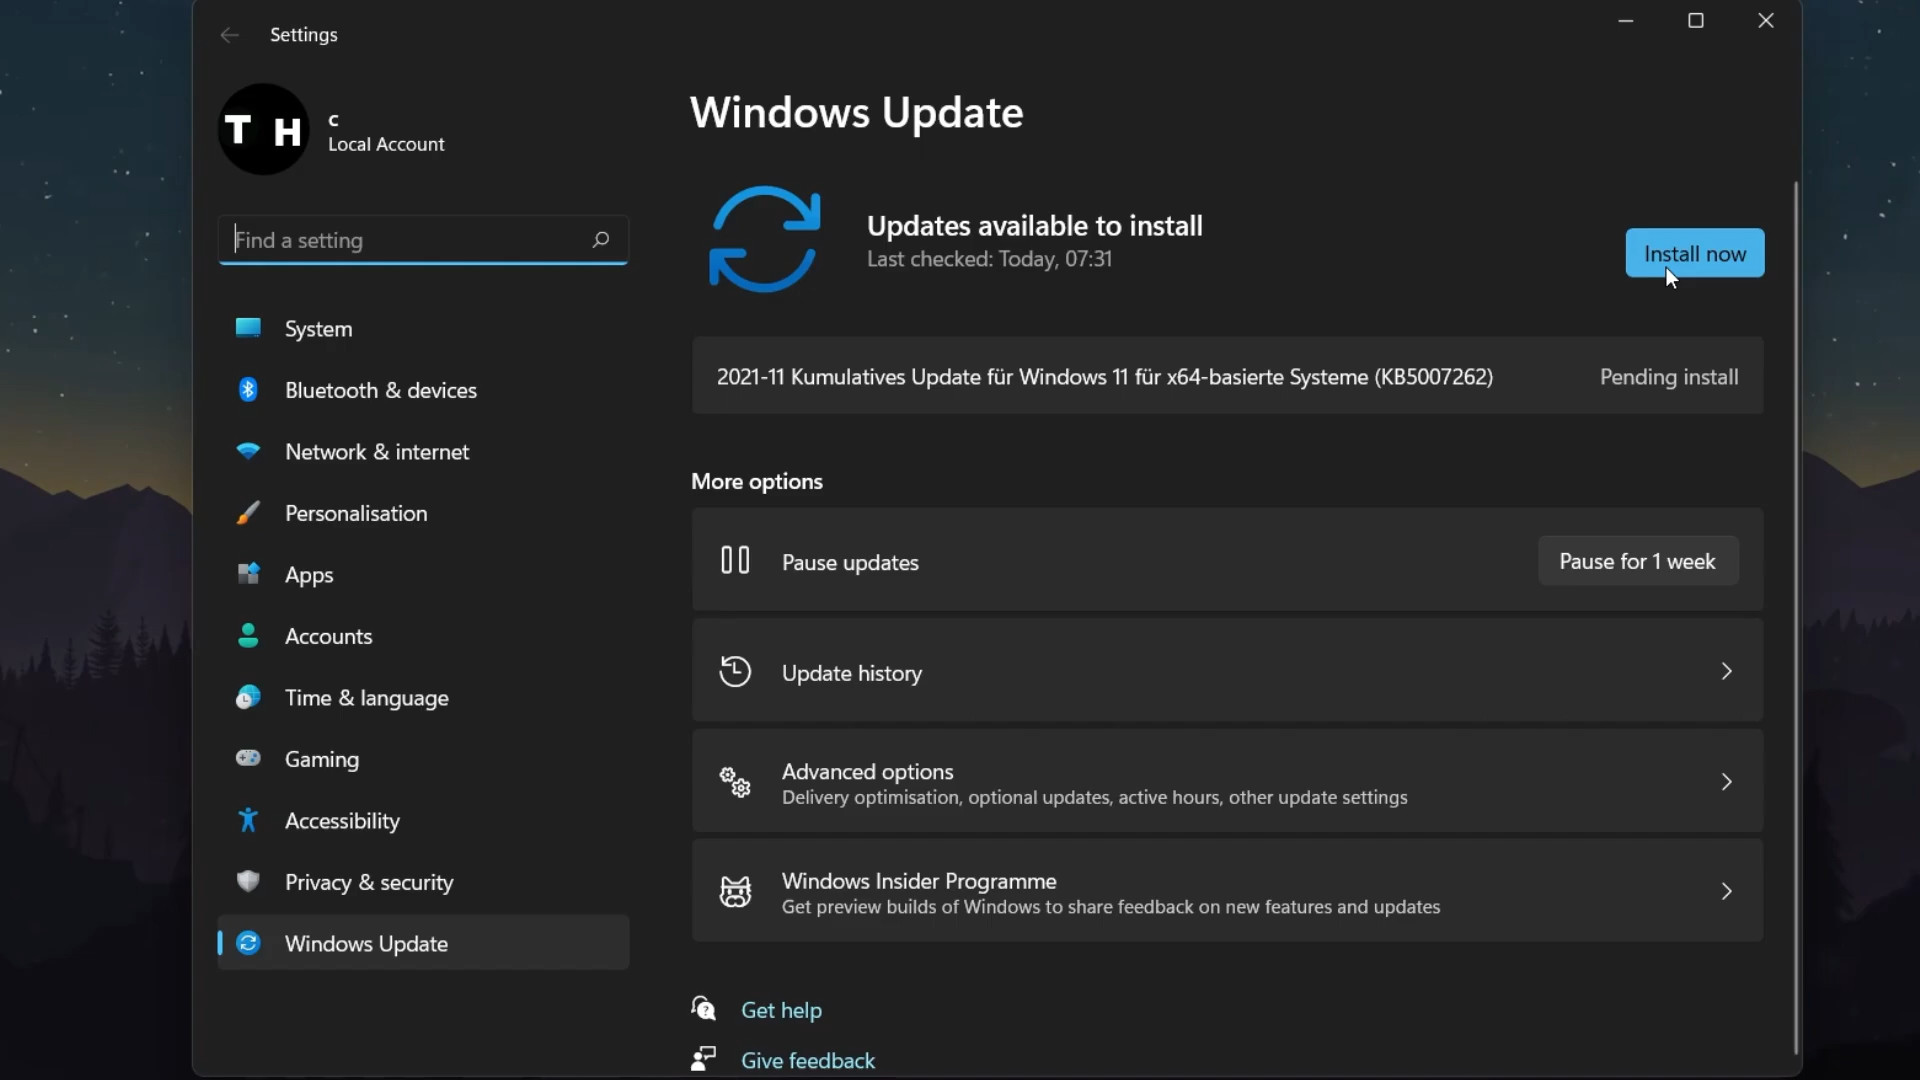 Settings
T H
c
Local Account
Find a setting
System
Bluetooth & devices
Network & internet
Personalisation
Apps
Accounts
Time & language
Gaming
Accessibility
Privacy & security
Windows Update
Windows Update
Updates available to install
Last checked: Today, 07:31
Install now
2021-11 Kumulatives Update für Windows 11 für x64-basierte Systeme (KB5007262)
Pending install
More options
Pause updates
Pause for 1 week
Update history
Advanced options
Delivery optimisation, optional updates, active hours, other update settings
Windows Insider Programme
Get preview builds of Windows to share feedback on new features and updates
Get help
Give feedback